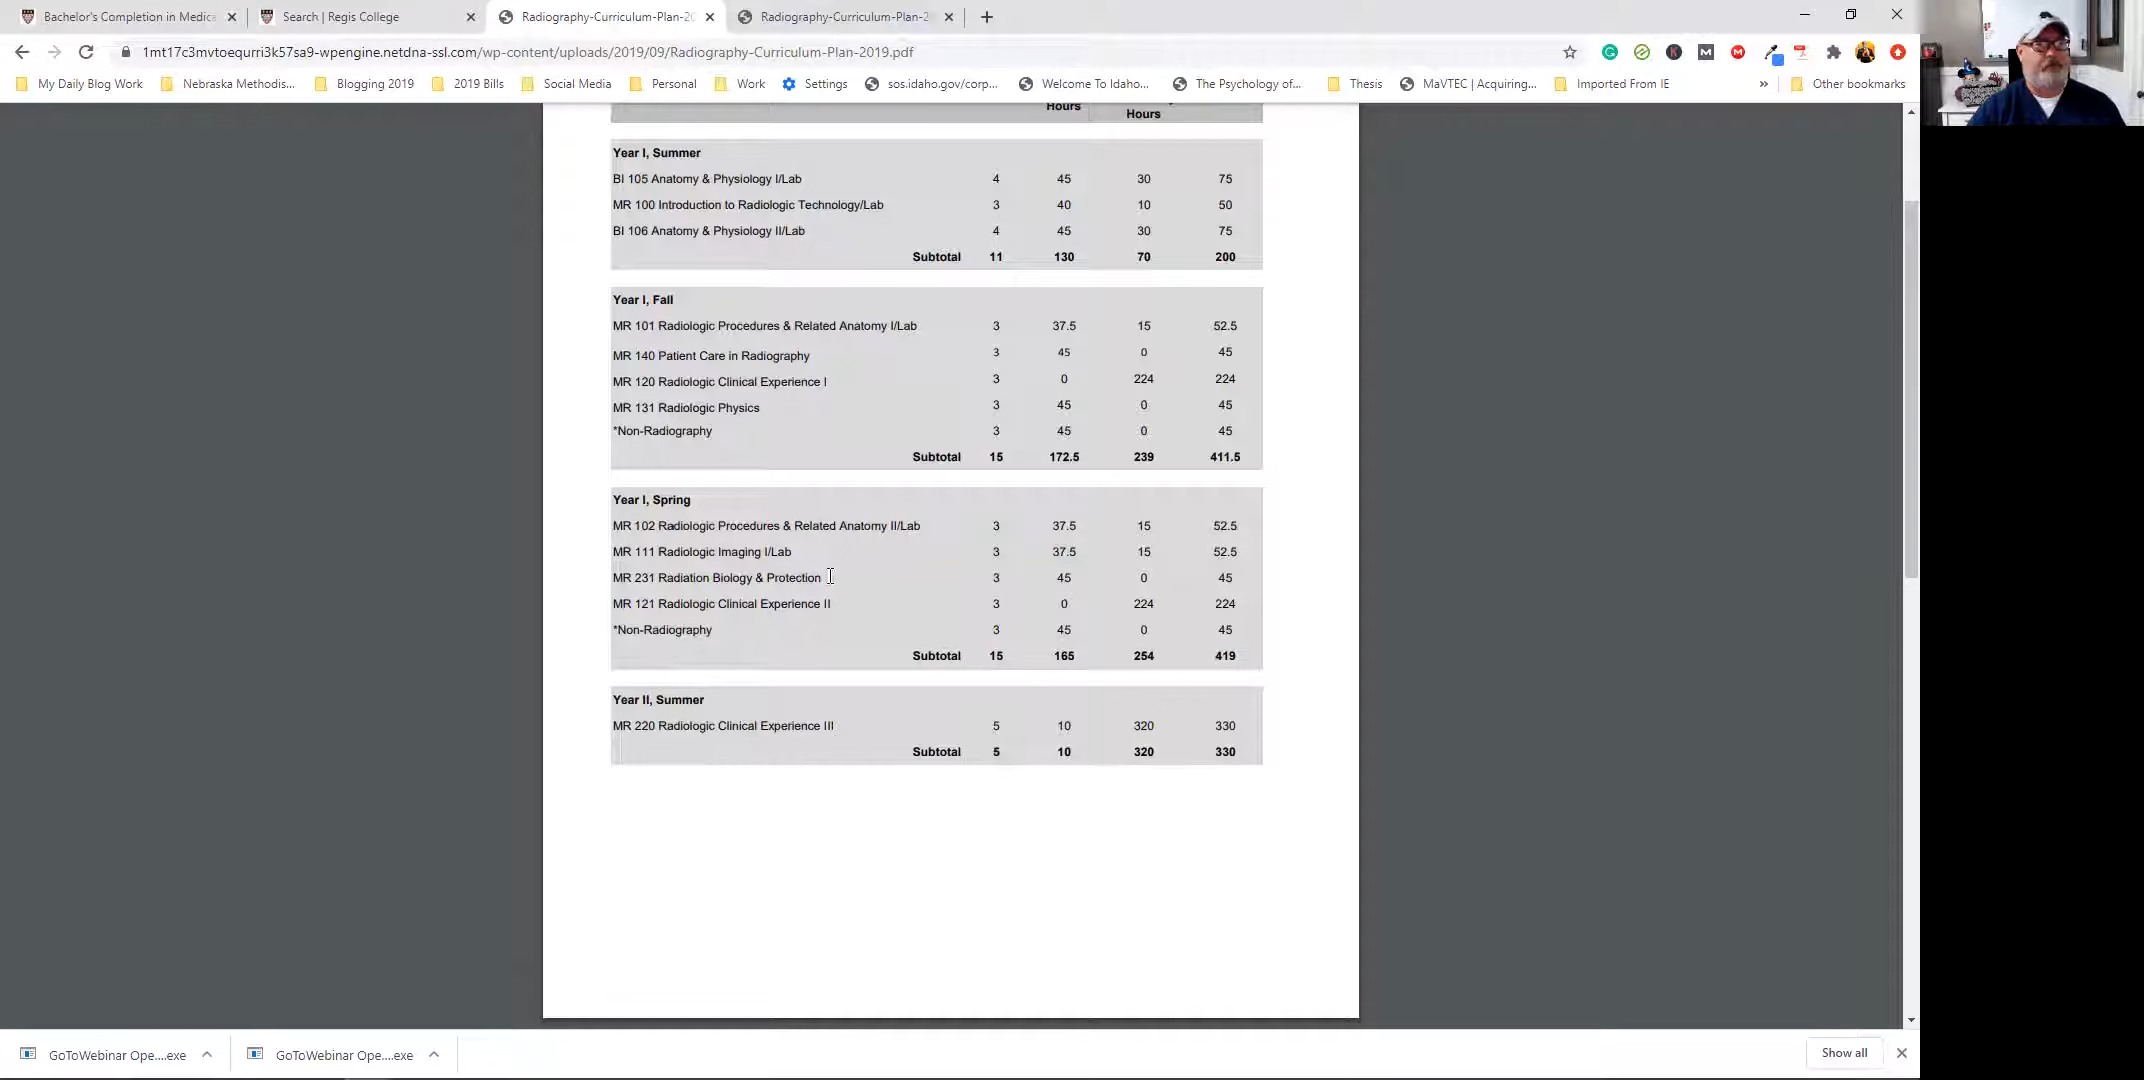 Bachelor's Completion in Medica
Search | Regis College
Radiography-Curriculum-Plan-20
Radiography-Curriculum-Plan-2
1mt17c3mvtoequrri3k57sa9-wpengine.netdna-ssl.com/wp-content/uploads/2019/09/Radiography-Curriculum-Plan-2019.pdf
My Daily Blog Work Nebraska Methodis... Blogging 2019 2019 Bills Social Media Personal Work Settings sos.idaho.gov/corp... Welcome To Idaho... The Psychology of... Thesis MaVTEC | Acquiring... Imported From IE » Other bookmarks
Hours
Hours
Year I, Summer
BI 105 Anatomy & Physiology I/Lab 4 45 30 75
MR 100 Introduction to Radiologic Technology/Lab 3 40 10 50
BI 106 Anatomy & Physiology II/Lab 4 45 30 75
Subtotal 11 130 70 200
Year I, Fall
MR 101 Radiologic Procedures & Related Anatomy I/Lab 3 37.5 15 52.5
MR 140 Patient Care in Radiography 3 45 0 45
MR 120 Radiologic Clinical Experience I 3 0 224 224
MR 131 Radiologic Physics 3 45 0 45
*Non-Radiography 3 45 0 45
Subtotal 15 172.5 239 411.5
Year I, Spring
MR 102 Radiologic Procedures & Related Anatomy II/Lab 3 37.5 15 52.5
MR 111 Radiologic Imaging I/Lab 3 37.5 15 52.5
MR 231 Radiation Biology & Protection 3 45 0 45
MR 121 Radiologic Clinical Experience II 3 0 224 224
*Non-Radiography 3 45 0 45
Subtotal 15 165 254 419
Year II, Summer
MR 220 Radiologic Clinical Experience III 5 10 320 330
Subtotal 5 10 320 330
GoToWebinar Ope....exe
GoToWebinar Ope....exe
Show all